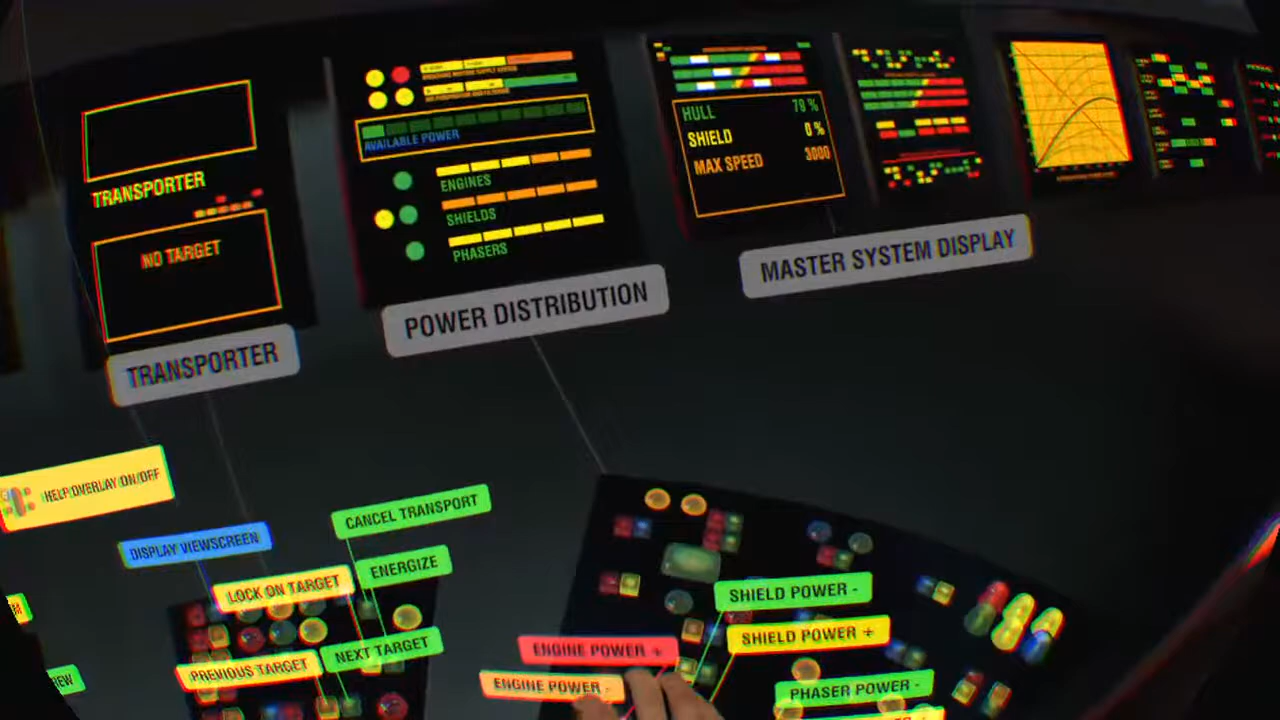 TRANSPORTER
NO TARGET
TRANSPORTER
AVAILABLE POWER
ENGINES
SHIELDS
PHASERS
POWER DISTRIBUTION
HULL 79 %
SHIELD 0 %
MAX SPEED 3000
MASTER SYSTEM DISPLAY
HELP OVERLAY ON/OFF
DISPLAY VIEWSCREEN
CANCEL TRANSPORT
LOCK ON TARGET
ENERGIZE
PREVIOUS TARGET
NEXT TARGET
SHIELD POWER -
SHIELD POWER +
ENGINE POWER +
ENGINE POWER -
PHASER POWER -